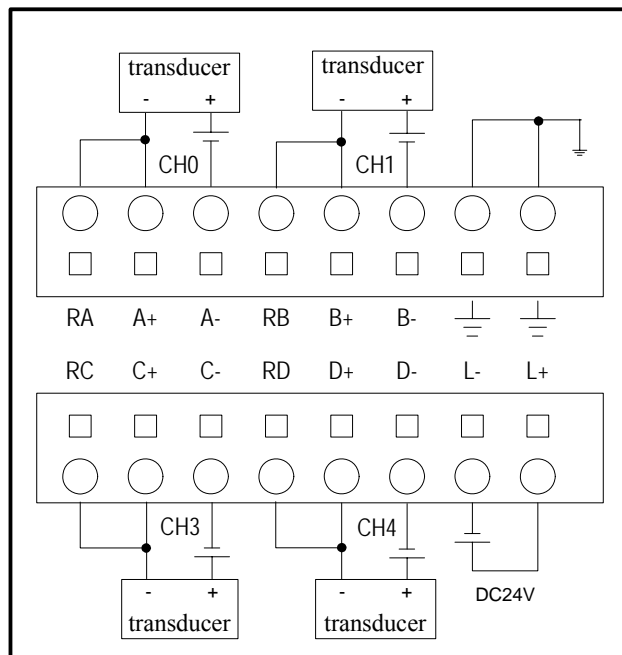 transducer transducer
- + - +
CH0 CH1
RA A+ A- RB B+ B-
RC C+ C- RD D+ D- L- L+
CH3 CH4
- + - +
DC24V
transducer transducer